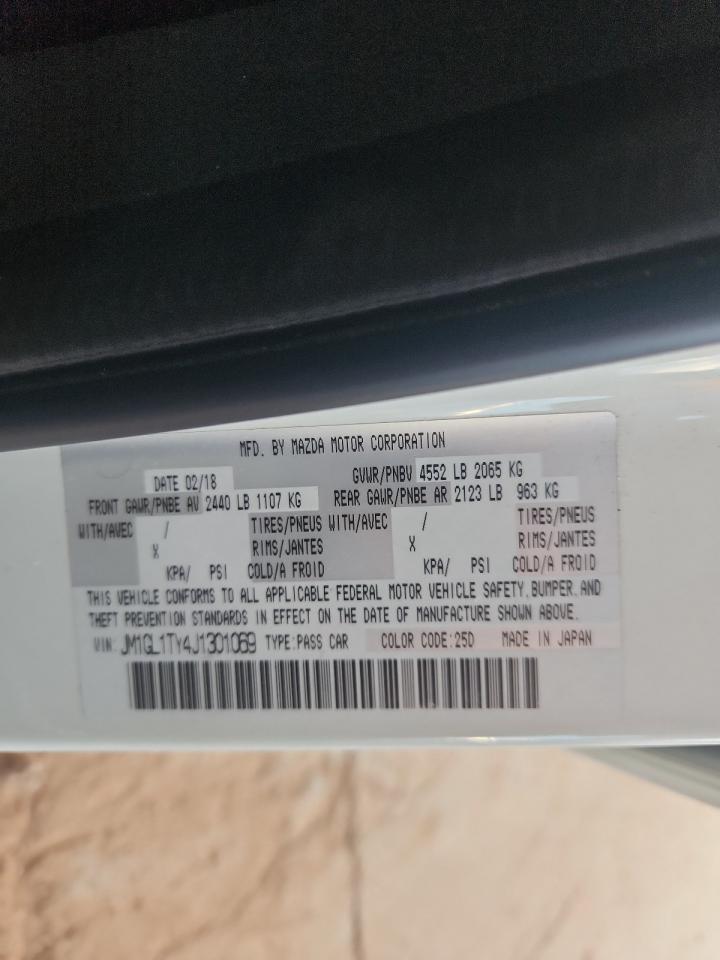 MFD. BY MAZDA MOTOR CORPORATION
DATE 02/18 GVWR/PNBV 4552 LB 2065 KG
FRONT GAWR/PNBE AV 2440 LB 1107 KG REAR GAWR/PNBE AR 2123 LB 963 KG
WITH/AVEC / TIRES/PNEUS WITH/AVEC / TIRES/PNEUS
X RIMS/JANTES X RIMS/JANTES
KPA/ PSI COLD/A FROID KPA/ PSI COLD/A FROID
THIS VEHICLE CONFORMS TO ALL APPLICABLE FEDERAL MOTOR VEHICLE SAFETY, BUMPER, AND
THEFT PREVENTION STANDARDS IN EFFECT ON THE DATE OF MANUFACTURE SHOWN ABOVE.
VIN: JM1GL1TY4J1301069 TYPE:PASS CAR COLOR CODE:25D MADE IN JAPAN